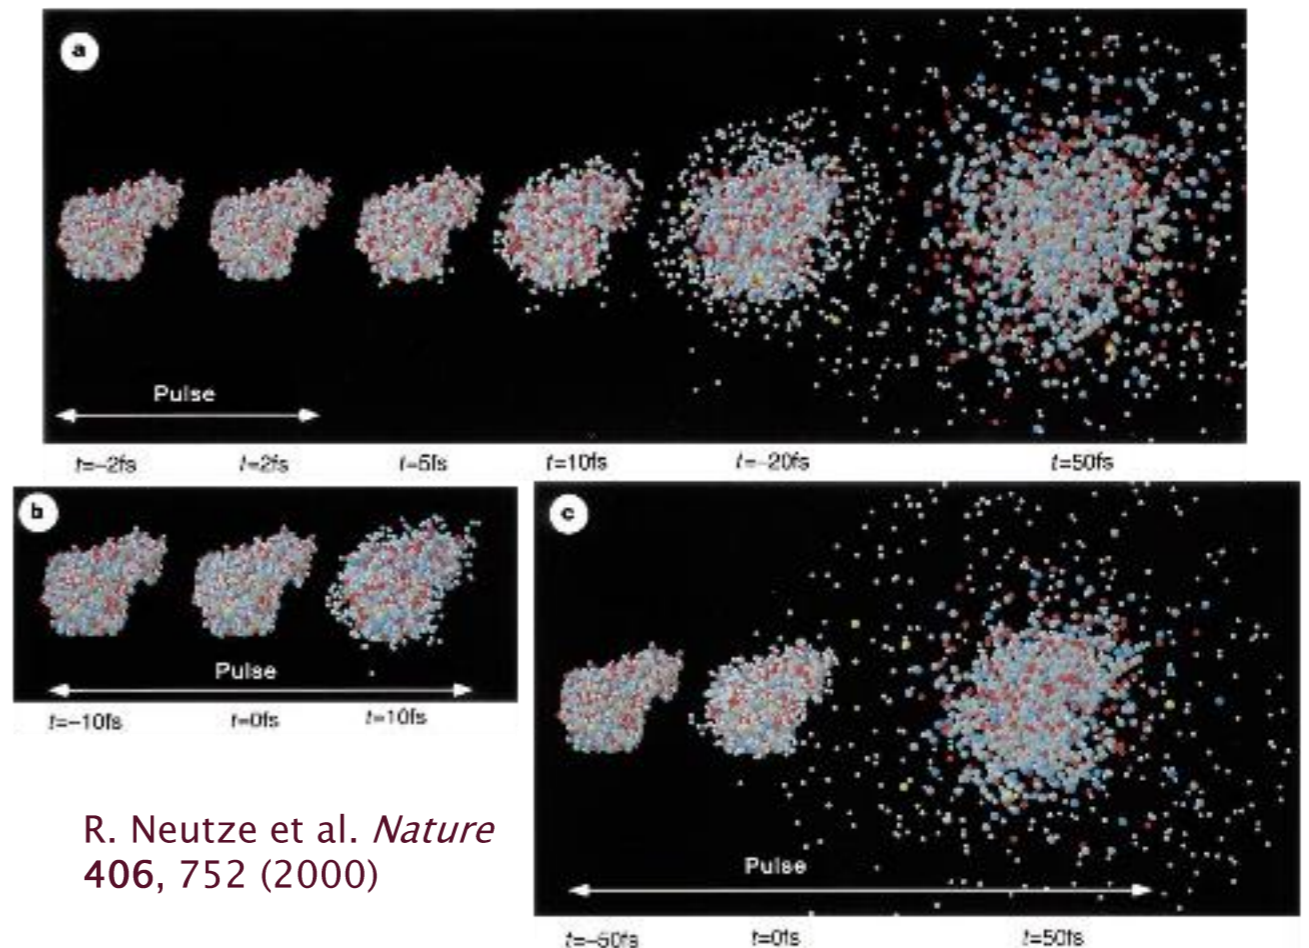 a
Pulse
t=-2fs t=2fs t=5fs t=10fs t=-20fs t=50fs
b
Pulse
t=-10fs t=0fs t=10fs
c
Pulse
t=-50fs t=0fs t=50fs
R. Neutze et al. Nature
406, 752 (2000)